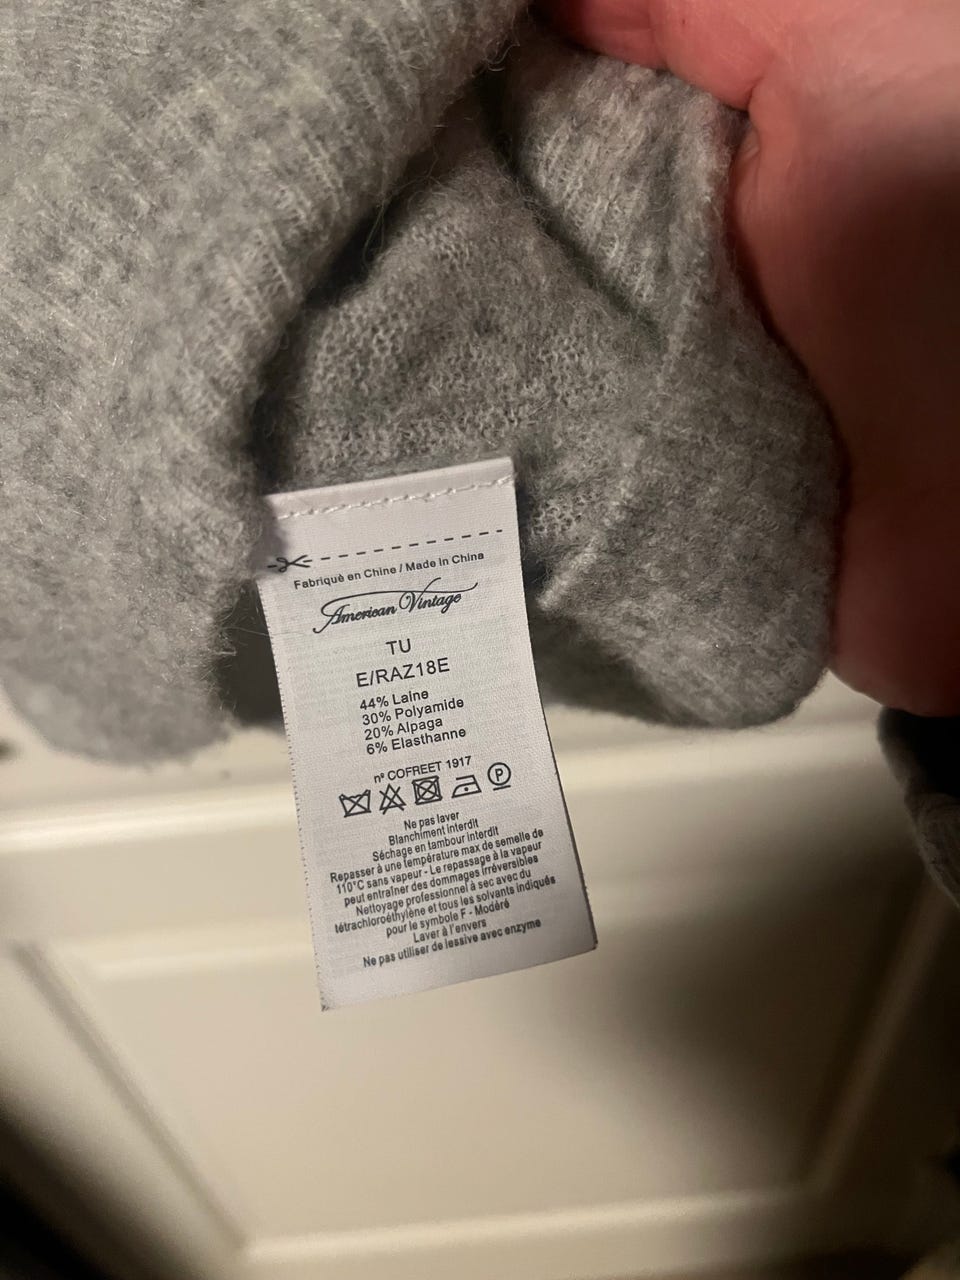 Fabriquè en Chine / Made in China
American Vintage
TU
E/RAZ18E
44% Laine
30% Polyamide
20% Alpaga
6% Elasthanne
nº COFREET 1917
P
Ne pas laver
Blanchiment interdit
Séchage en tambour interdit
Repasser à une température max de semelle de
110°C sans vapeur - Le repassage à la vapeur
peut entraîner des dommages irréversibles
Nettoyage professionnel à sec avec du
tétrachloroéthylène et tous les solvants indiqués
pour le symbole F - Modéré
Laver à l'envers
Ne pas utiliser de lessive avec enzyme